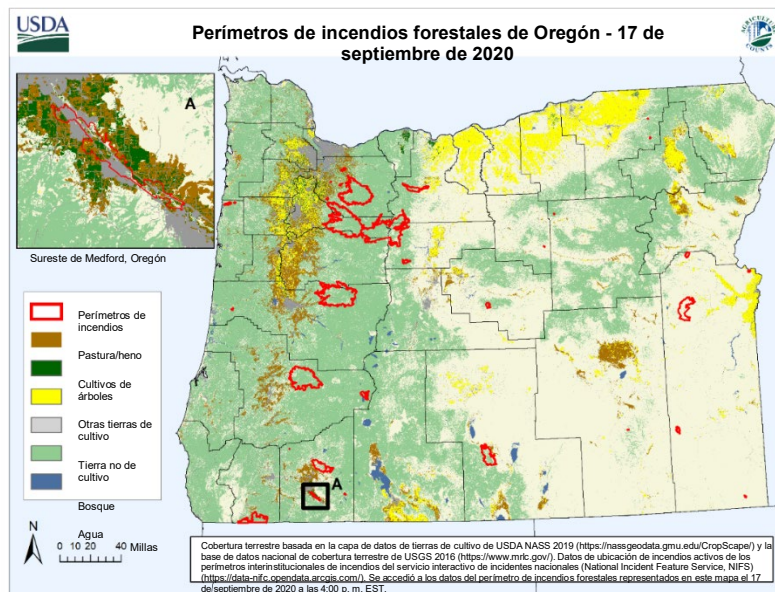 USDA
Perímetros de incendios forestales de Oregón - 17 de
septiembre de 2020
AGRICULTURE
COUNTS
A
Sureste de Medford, Oregón
Perímetros de
incendios
Pastura/heno
Cultivos de
árboles
Otras tierras de
cultivo
Tierra no de
cultivo
Bosque
Agua
A
N
0 10 20 40 Millas
Cobertura terrestre basada en la capa de datos de tierras de cultivo de USDA NASS 2019 (https://nassgeodata.gmu.edu/CropScape/) y la
base de datos nacional de cobertura terrestre de USGS 2016 (https://www.mrlc.gov/). Datos de ubicación de incendios activos de los
perímetros interinstitucionales de incendios del servicio interactivo de incidentes nacionales (National Incident Feature Service, NIFS)
(https://data-nifc.opendata.arcgis.com/). Se accedió a los datos del perímetro de incendios forestales representados en este mapa el 17
de septiembre de 2020 a las 4:00 p. m. EST.